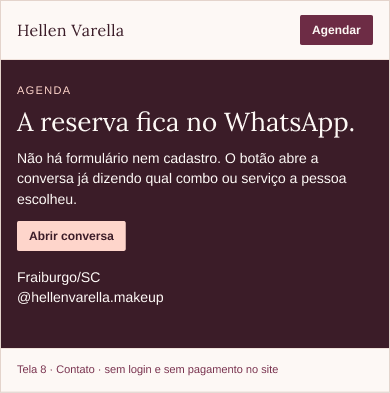 Hellen Varella
Agendar
AGENDA
A reserva fica no WhatsApp.
Não há formulário nem cadastro. O botão abre a
conversa já dizendo qual combo ou serviço a pessoa
escolheu.
Abrir conversa
Fraiburgo/SC
@hellenvarella.makeup
Tela 8 · Contato · sem login e sem pagamento no site